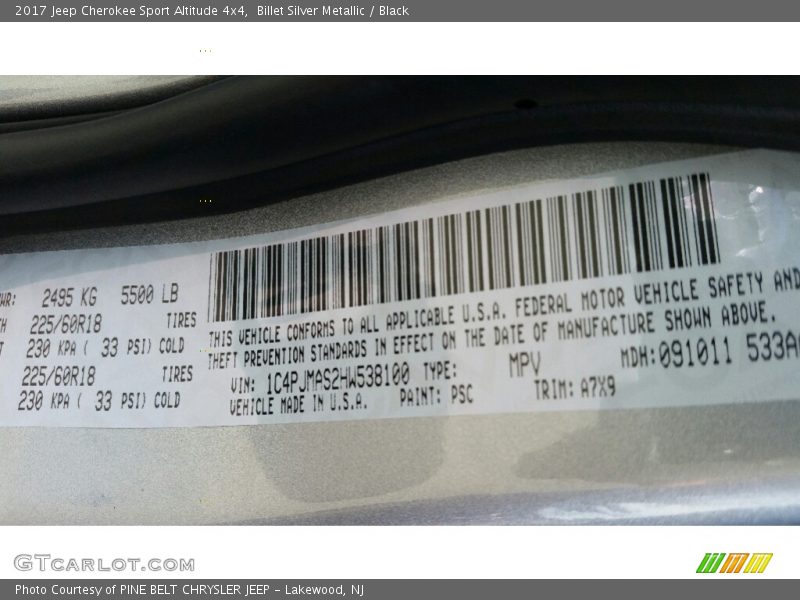 2017 Jeep Cherokee Sport Altitude 4x4,  Billet Silver Metallic / Black
WR: 2495 KG 5500 LB
225/60R18 TIRES
230 KPA ( 33 PSI) COLD
225/60R18 TIRES
230 KPA ( 33 PSI) COLD
THIS VEHICLE CONFORMS TO ALL APPLICABLE U.S.A. FEDERAL MOTOR VEHICLE SAFETY AND
THEFT PREVENTION STANDARDS IN EFFECT ON THE DATE OF MANUFACTURE SHOWN ABOVE.
VIN: 1C4PJMAS2HW538100 TYPE: MPV MDH:091011 533A
VEHICLE MADE IN U.S.A. PAINT: PSC TRIM: A7X9
GTcarlot.com
Photo Courtesy of PINE BELT CHRYSLER JEEP - Lakewood, NJ